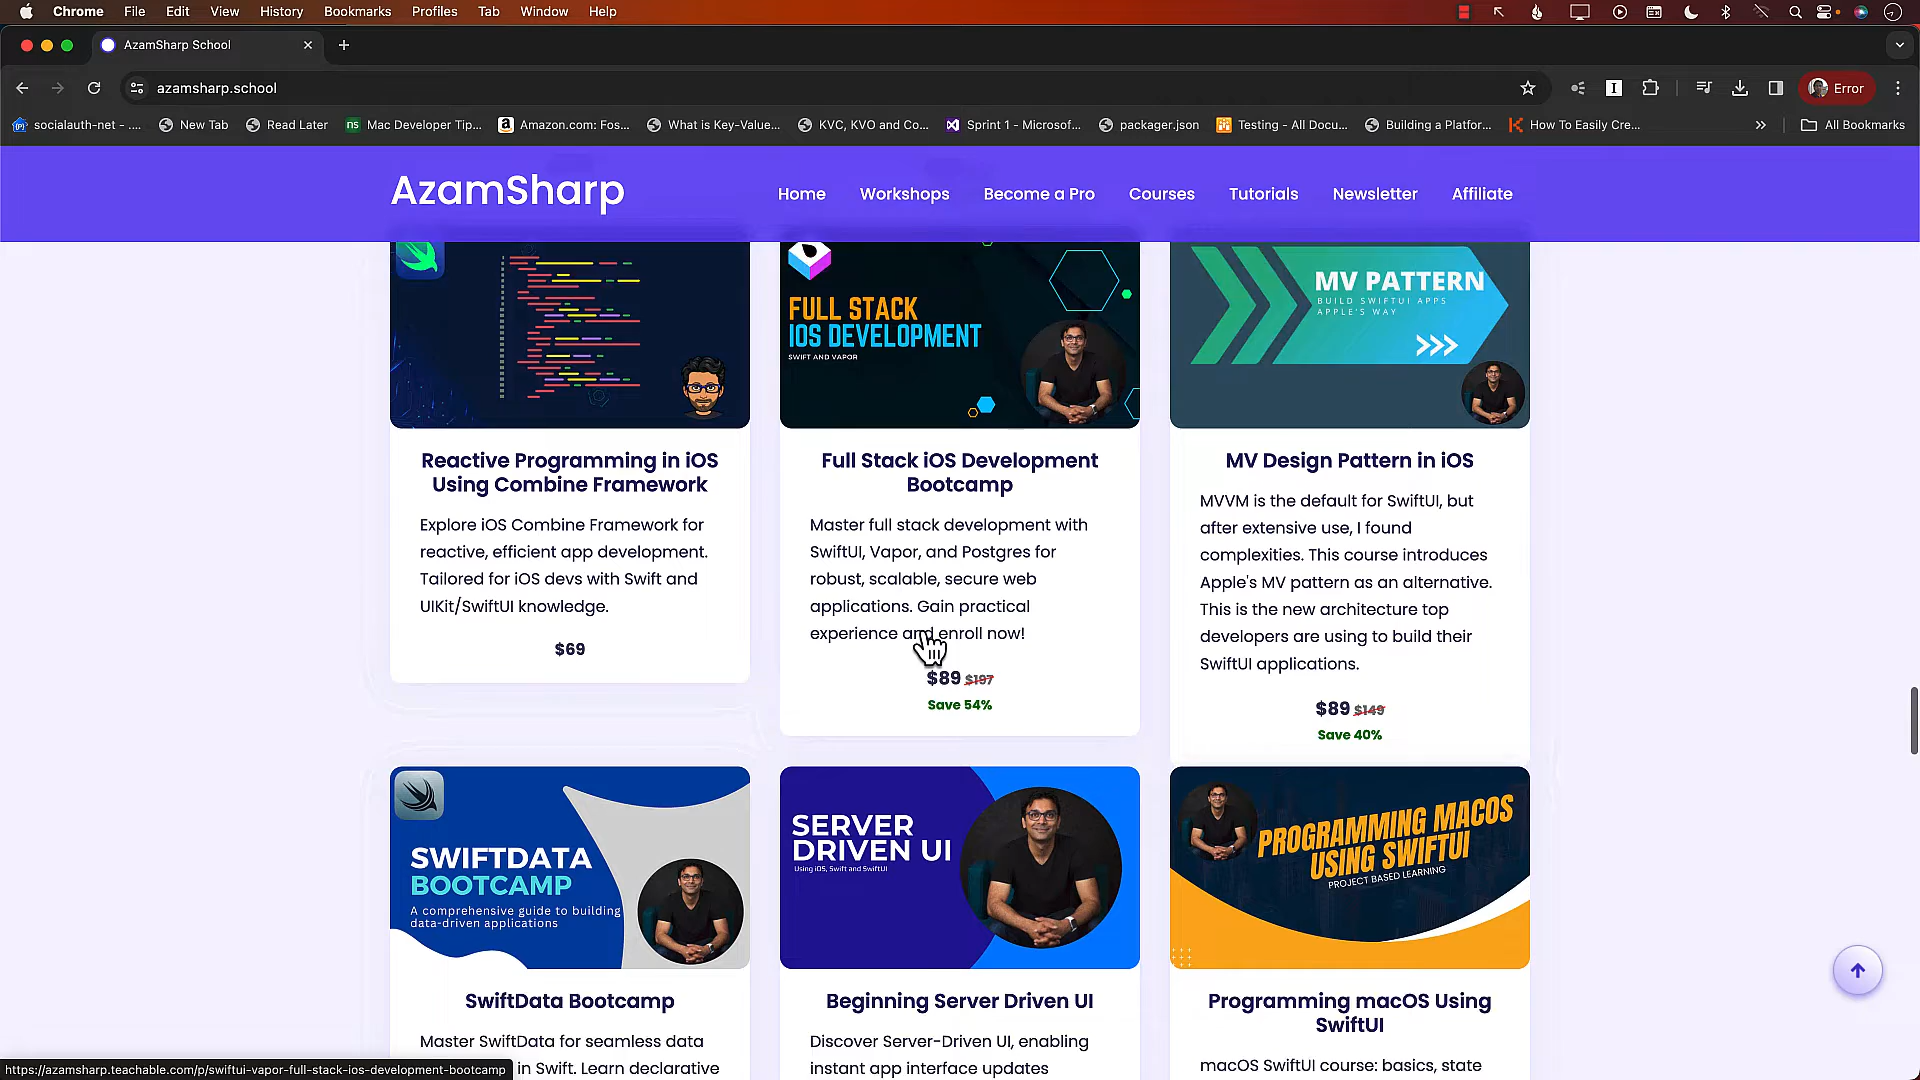 Chrome File Edit View History Bookmarks Profiles Tab Window Help
AzamSharp School
azamsharp.school
Error
socialauth-net - ....
New Tab
Read Later
ns Mac Developer Tip...
Amazon.com: Fos...
What is Key-Value...
KVC, KVO and Co...
Sprint 1 - Microsof...
packager.json
Testing - All Docu...
Building a Platfor...
How To Easily Cre...
All Bookmarks
AzamSharp
Home Workshops Become a Pro Courses Tutorials Newsletter Affiliate
FULL STACK
IOS DEVELOPMENT
SWIFT AND VAPOR
MV PATTERN
BUILD SWIFTUI APPS
APPLE'S WAY
Reactive Programming in iOS
Using Combine Framework
Explore iOS Combine Framework for
reactive, efficient app development.
Tailored for iOS devs with Swift and
UIKit/SwiftUI knowledge.
$69
Full Stack iOS Development
Bootcamp
Master full stack development with
SwiftUI, Vapor, and Postgres for
robust, scalable, secure web
applications. Gain practical
experience and enroll now!
$89 $197
Save 54%
MV Design Pattern in iOS
MVVM is the default for SwiftUI, but
after extensive use, I found
complexities. This course introduces
Apple's MV pattern as an alternative.
This is the new architecture top
developers are using to build their
SwiftUI applications.
$89 $149
Save 40%
SWIFTDATA
BOOTCAMP
A comprehensive guide to building
data-driven applications
SERVER
DRIVEN UI
Using iOS, Swift and SwiftUI
PROGRAMMING MACOS
USING SWIFTUI
PROJECT BASED LEARNING
SwiftData Bootcamp
Master SwiftData for seamless data
in Swift. Learn declarative
Beginning Server Driven UI
Discover Server-Driven UI, enabling
instant app interface updates
Programming macOS Using
SwiftUI
macOS SwiftUI course: basics, state
https://azamsharp.teachable.com/p/swiftui-vapor-full-stack-ios-development-bootcamp